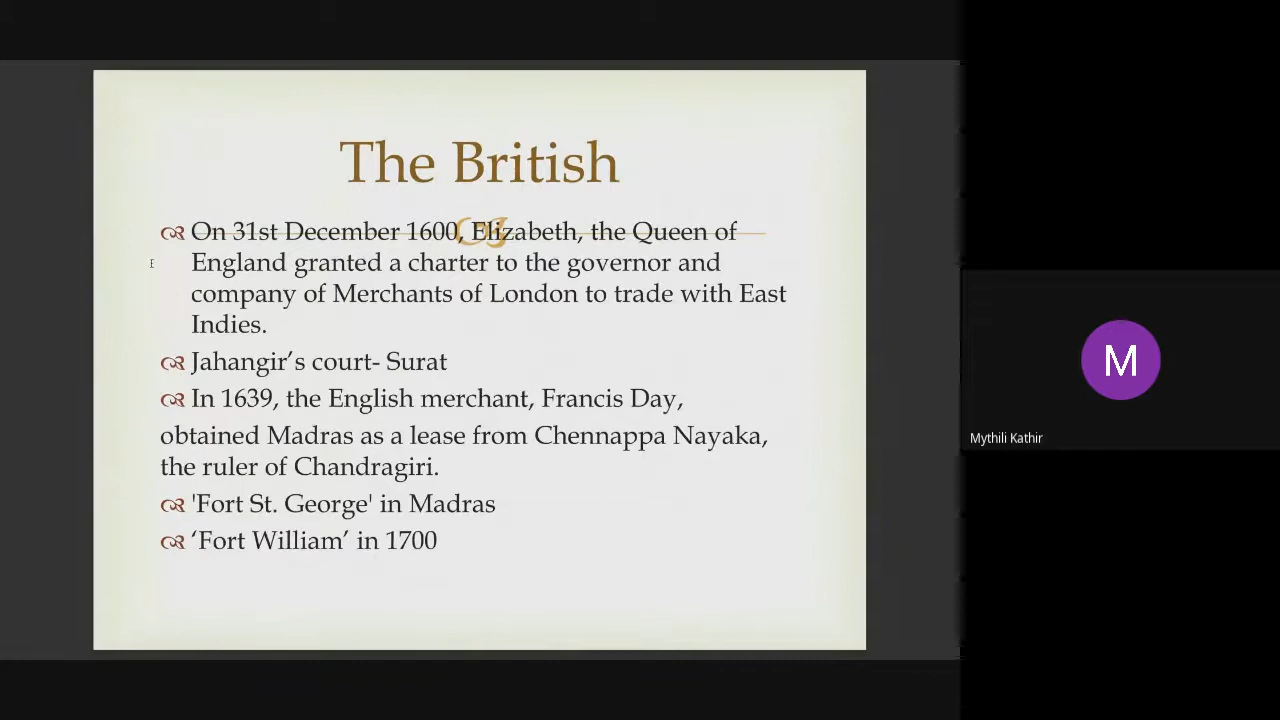 The British
On 31st December 1600, Elizabeth, the Queen of
England granted a charter to the governor and
company of Merchants of London to trade with East
Indies.
Jahangir’s court- Surat
In 1639, the English merchant, Francis Day,
obtained Madras as a lease from Chennappa Nayaka,
the ruler of Chandragiri.
'Fort St. George' in Madras
‘Fort William’ in 1700
E
M
Mythili Kathir